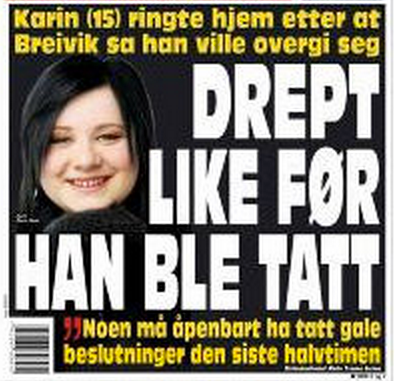 Karin (15) ringte hjem etter at
Breivik sa han ville overgi seg
DREPT
LIKE FØR
HAN BLE TATT
”Noen må åpenbart ha tatt gale
beslutninger den siste halvtimen